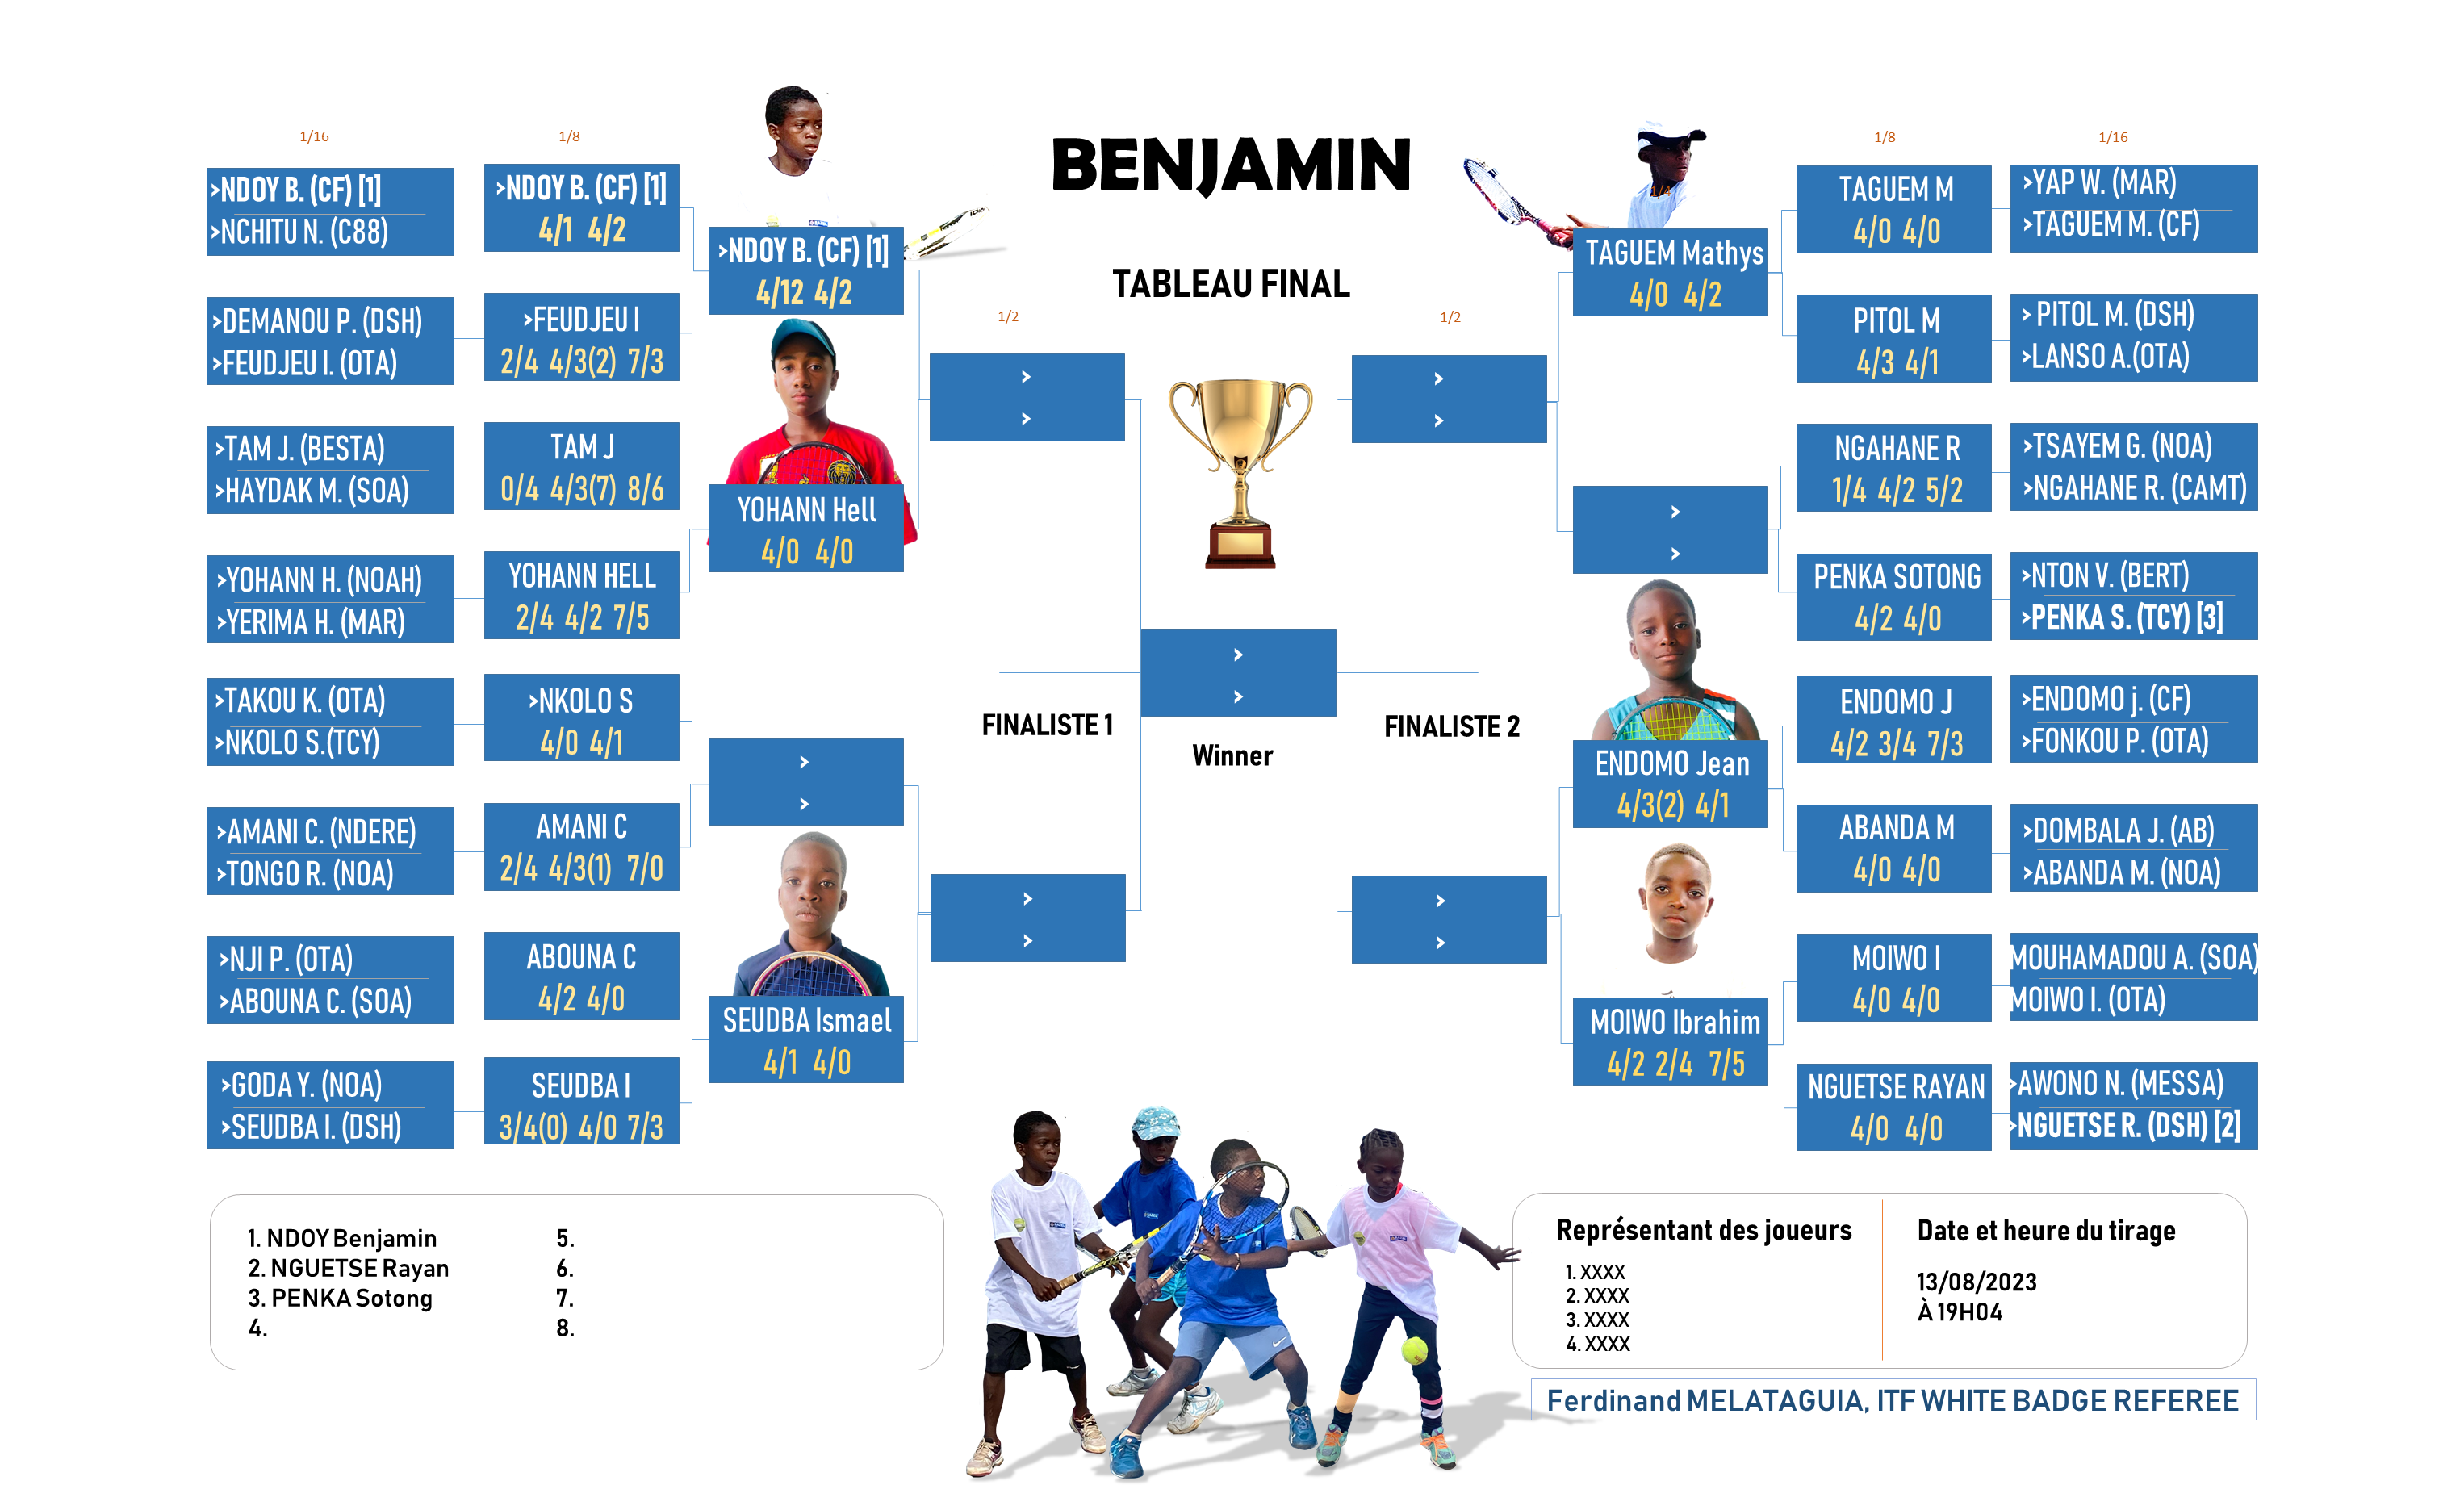 BENJAMIN
TABLEAU FINAL
1/16
>NDOY B. (CF) [1]
>NCHITU N. (C88)
>DEMANOU P. (DSH)
>FEUDJEU I. (OTA)
>TAM J. (BESTA)
>HAYDAK M. (SOA)
>YOHANN H. (NOAH)
>YERIMA H. (MAR)
>TAKOU K. (OTA)
>NKOLO S.(TCY)
>AMANI C. (NDERE)
>TONGO R. (NOA)
>NJI P. (OTA)
>ABOUNA C. (SOA)
>GODA Y. (NOA)
>SEUDBA I. (DSH)
1/8
>NDOY B. (CF) [1]
4/1 4/2
>FEUDJEU I
2/4 4/3(2) 7/3
TAM J
0/4 4/3(7) 8/6
YOHANN HELL
2/4 4/2 7/5
>NKOLO S
4/0 4/1
AMANI C
2/4 4/3(1) 7/0
ABOUNA C
4/2 4/0
SEUDBA I
3/4(0) 4/0 7/3
>NDOY B. (CF) [1]
4/12 4/2
YOHANN Hell
4/0 4/0
>
>
SEUDBA Ismael
4/1 4/0
1/2
>
>
>
>
FINALISTE 1
>
>
Winner
FINALISTE 2
1/2
>
>
>
>
1/4
TAGUEM Mathys
4/0 4/2
>
>
ENDOMO Jean
4/3(2) 4/1
MOIWO Ibrahim
4/2 2/4 7/5
1/8
TAGUEM M
4/0 4/0
PITOL M
4/3 4/1
NGAHANE R
1/4 4/2 5/2
PENKA SOTONG
4/2 4/0
ENDOMO J
4/2 3/4 7/3
ABANDA M
4/0 4/0
MOIWO I
4/0 4/0
NGUETSE RAYAN
4/0 4/0
1/16
>YAP W. (MAR)
>TAGUEM M. (CF)
> PITOL M. (DSH)
>LANSO A.(OTA)
>TSAYEM G. (NOA)
>NGAHANE R. (CAMT)
>NTON V. (BERT)
>PENKA S. (TCY) [3]
>ENDOMO j. (CF)
>FONKOU P. (OTA)
>DOMBALA J. (AB)
>ABANDA M. (NOA)
MOUHAMADOU A. (SOA)
MOIWO I. (OTA)
>AWONO N. (MESSA)
>NGUETSE R. (DSH) [2]
1. NDOY Benjamin
2. NGUETSE Rayan
3. PENKA Sotong
4.
5.
6.
7.
8.
Représentant des joueurs
1. XXXX
2. XXXX
3. XXXX
4. XXXX
Date et heure du tirage
13/08/2023
À 19H04
Ferdinand MELATAGUIA, ITF WHITE BADGE REFEREE